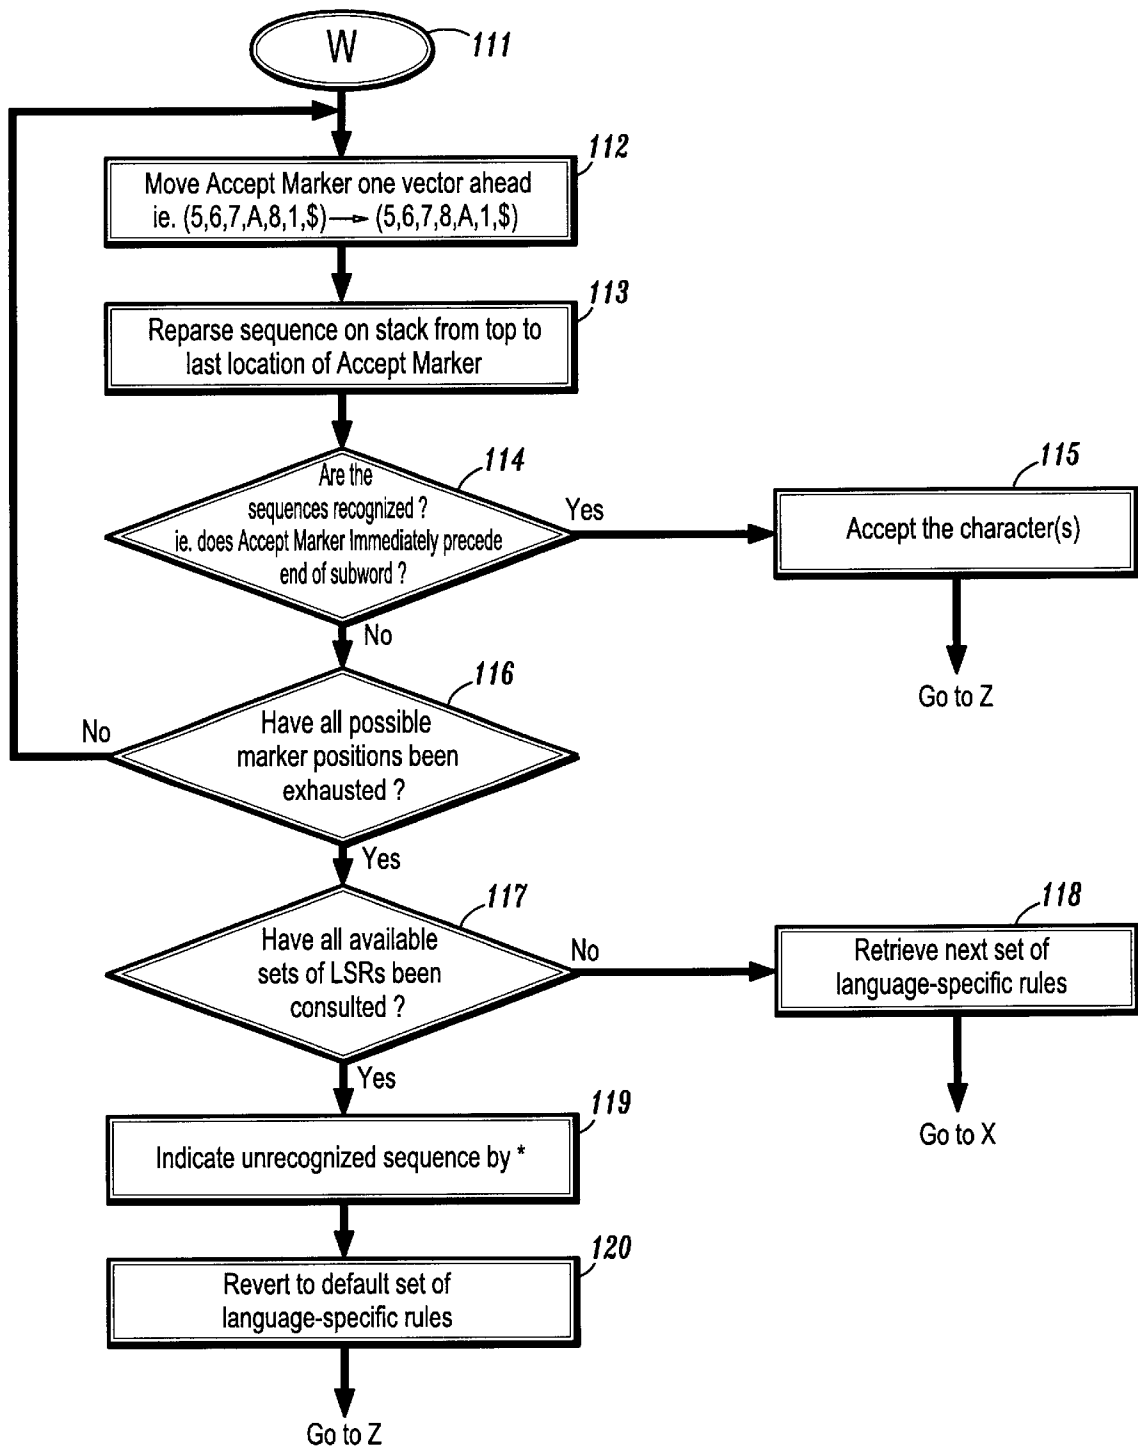 W
111
112
Move Accept Marker one vector ahead
ie. (5,6,7,A,8,1,$) → (5,6,7,8,A,1,$)
113
Reparse sequence on stack from top to
last location of Accept Marker
114
Are the
sequences recognized ?
ie. does Accept Marker Immediately precede
end of subword ?
Yes
115
Accept the character(s)
Go to Z
No
116
Have all possible
marker positions been
exhausted ?
No
Yes
117
Have all available
sets of LSRs been
consulted ?
No
118
Retrieve next set of
language-specific rules
Go to X
Yes
119
Indicate unrecognized sequence by *
120
Revert to default set of
language-specific rules
Go to Z